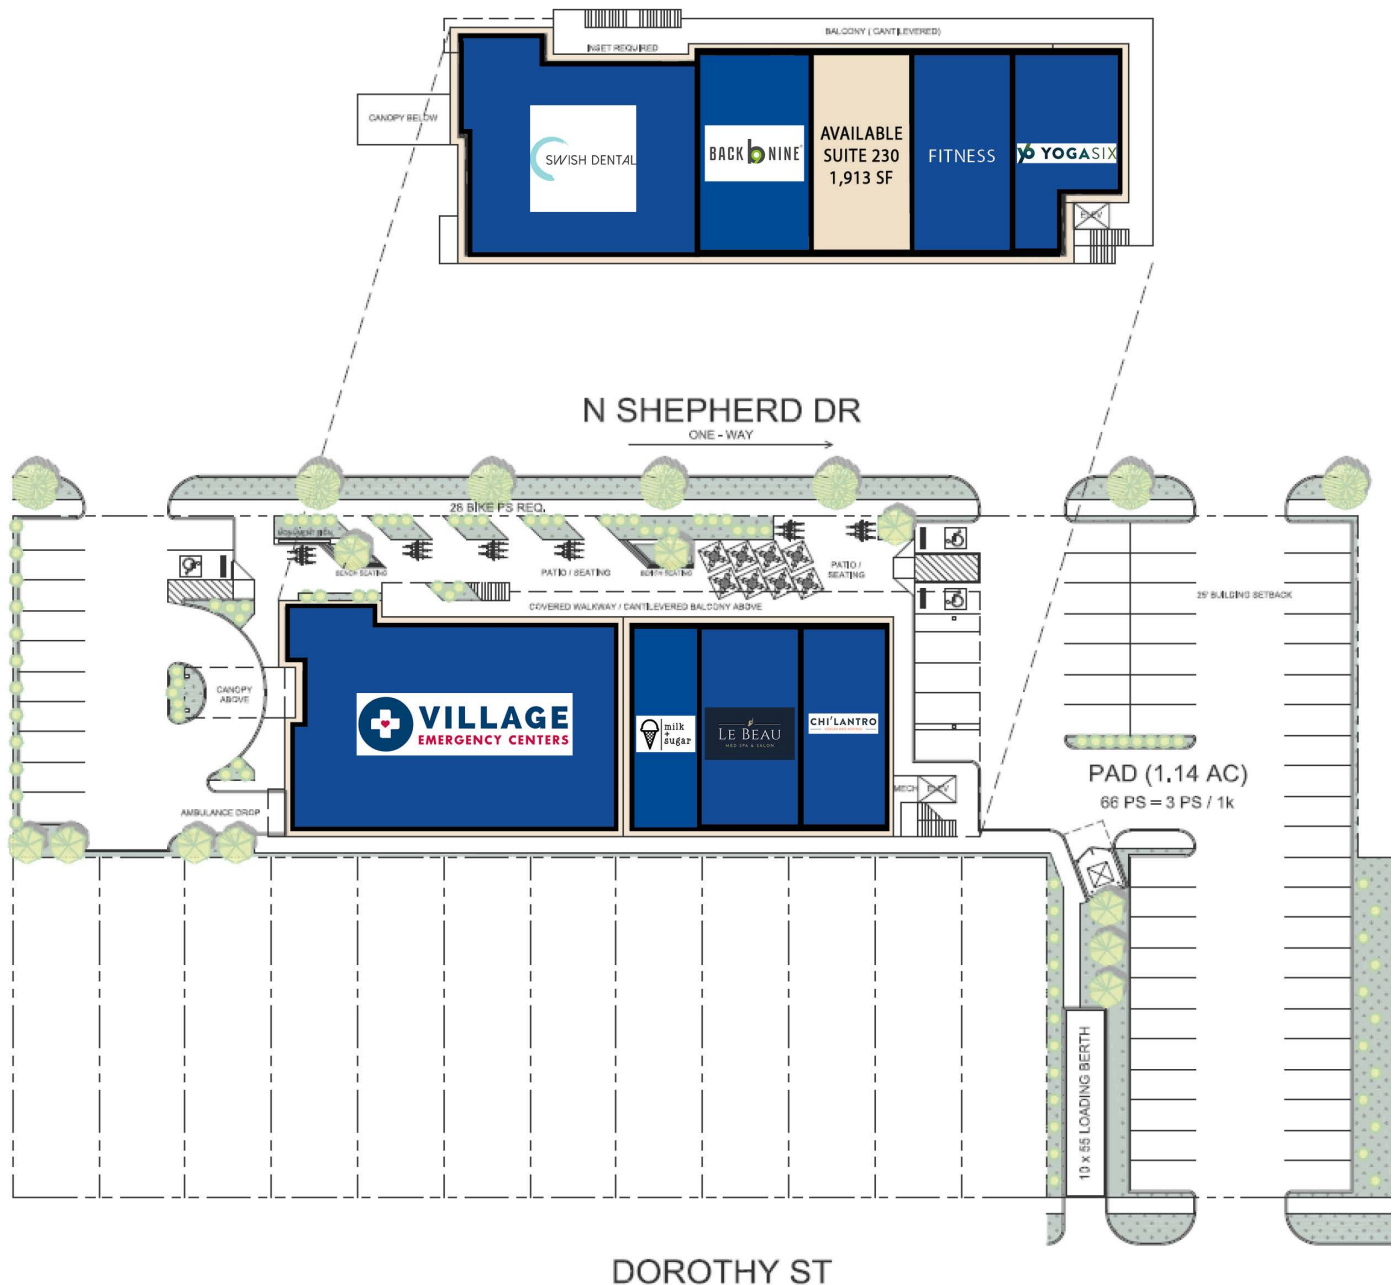 BALCONY ( CANTILEVERED)
INSET REQUIRED
CANOPY BELOW
SWISH DENTAL
BACK b NINE
AVAILABLE
SUITE 230
1,913 SF
FITNESS
YOGASIX
ELEV
N SHEPHERD DR
ONE - WAY
28 BIKE PS REQ.
BENCH SEATING
PATIO / SEATING
BENCH SEATING
PATIO /
SEATING
COVERED WALKWAY / CANTILEVERED BALCONY ABOVE
25' BUILDING SETBACK
CANOPY
ABOVE
VILLAGE
EMERGENCY CENTERS
milk
+
sugar
LE BEAU
MED SPA & SALON
CHI'LANTRO
MECH
ELEV
AMBULANCE DROP
PAD (1.14 AC)
66 PS = 3 PS / 1k
10 x 55 LOADING BERTH
DOROTHY ST